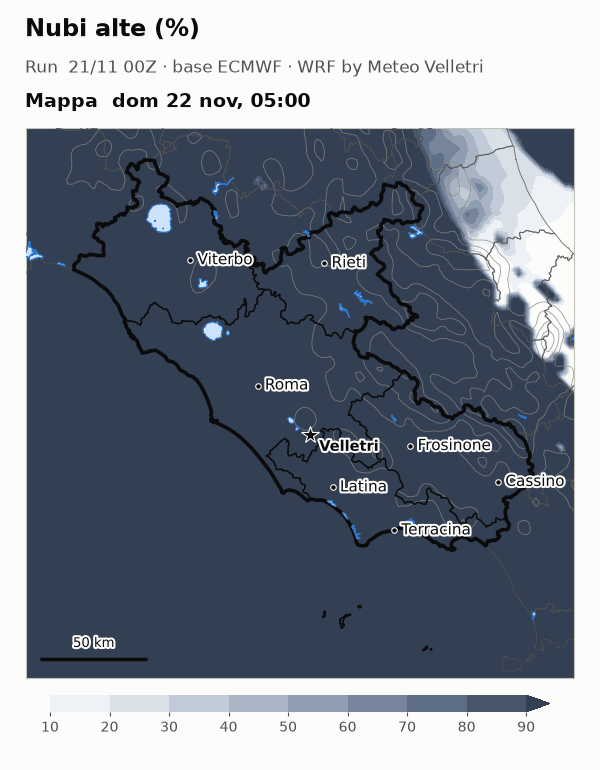 Nubi alte (%)
Run  21/11 00Z · base ECMWF · WRF by Meteo Velletri
Mappa  dom 22 nov, 05:00
Viterbo
Rieti
Roma
Velletri
Frosinone
Latina
Cassino
Terracina
50 km
10 20 30 40 50 60 70 80 90